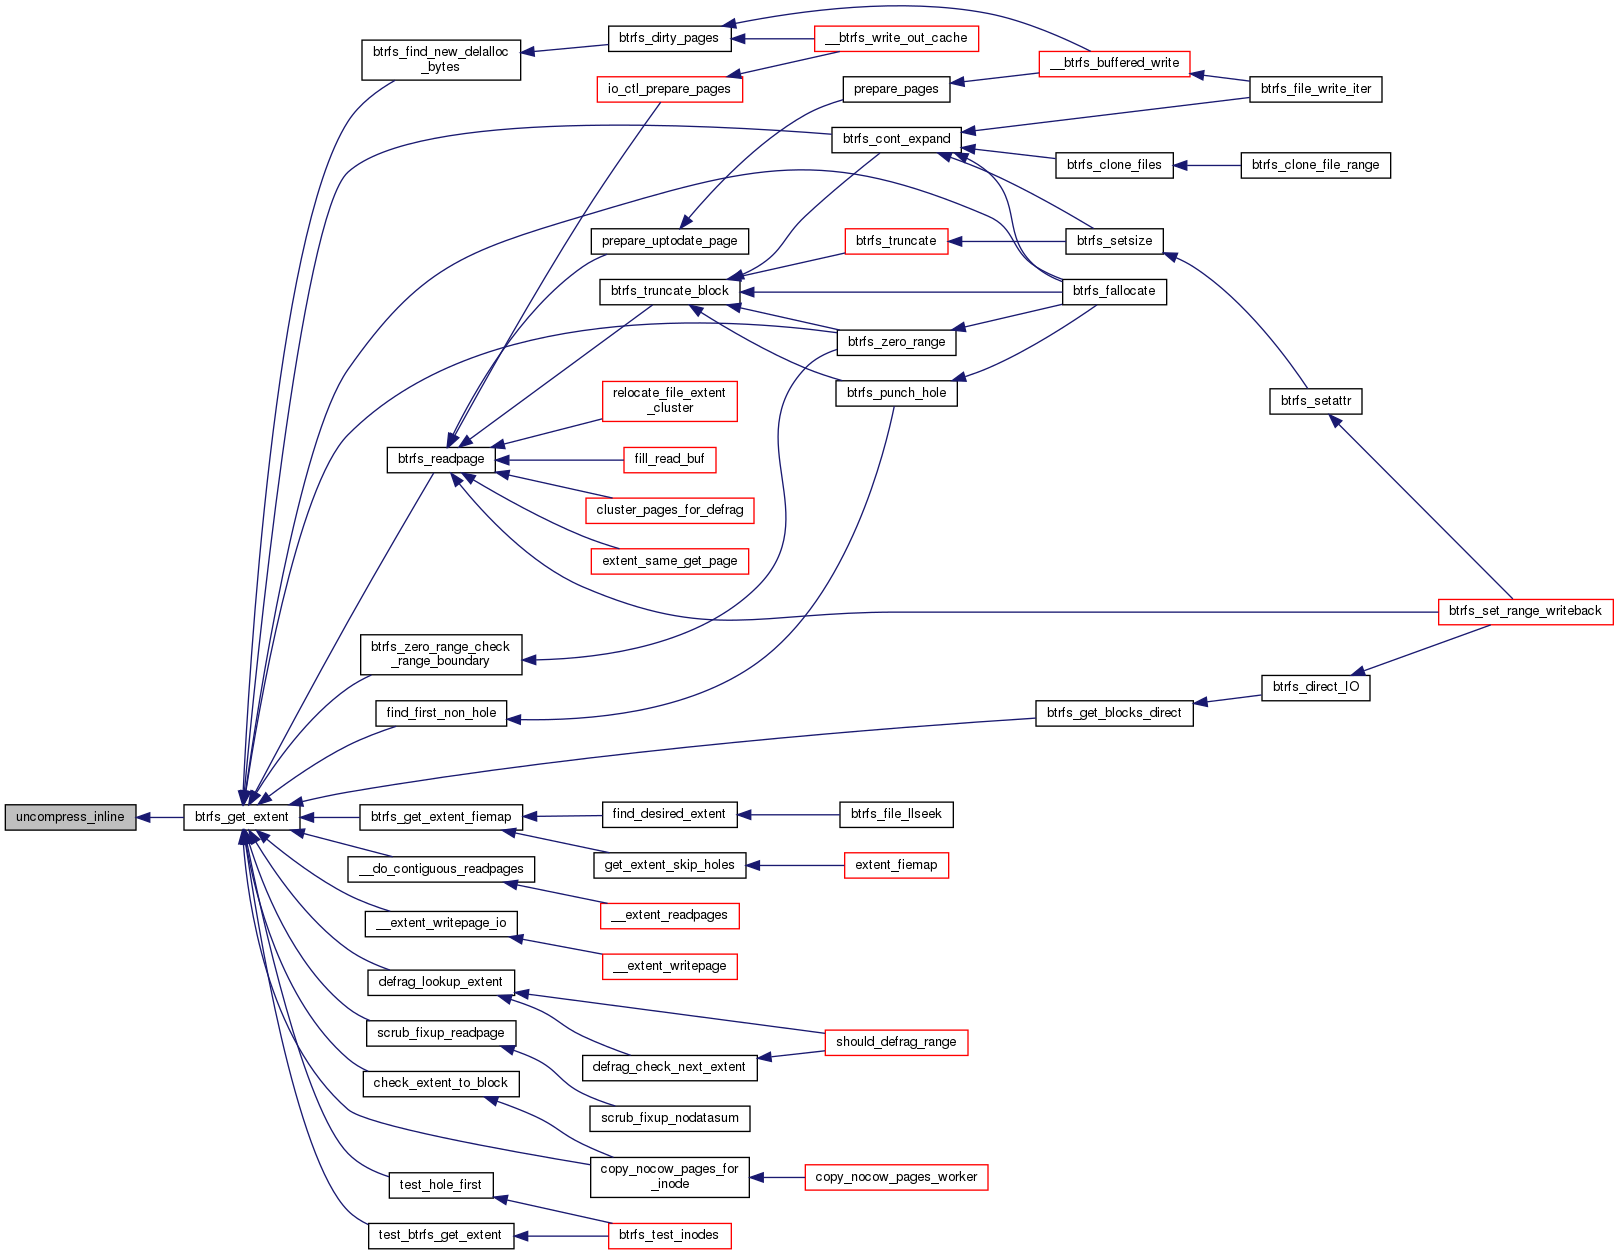 btrfs_find_new_delalloc
_bytes
btrfs_dirty_pages
__btrfs_write_out_cache
__btrfs_buffered_write
io_ctl_prepare_pages
prepare_pages
btrfs_file_write_iter
btrfs_cont_expand
btrfs_clone_files
btrfs_clone_file_range
prepare_uptodate_page
btrfs_truncate
btrfs_setsize
btrfs_truncate_block
btrfs_fallocate
btrfs_zero_range
relocate_file_extent
_cluster
btrfs_punch_hole
btrfs_setattr
btrfs_readpage
fill_read_buf
cluster_pages_for_defrag
extent_same_get_page
btrfs_set_range_writeback
btrfs_zero_range_check
_range_boundary
btrfs_direct_IO
find_first_non_hole
btrfs_get_blocks_direct
uncompress_inline
btrfs_get_extent
btrfs_get_extent_fiemap
find_desired_extent
btrfs_file_llseek
__do_contiguous_readpages
get_extent_skip_holes
extent_fiemap
__extent_writepage_io
__extent_readpages
__extent_writepage
defrag_lookup_extent
scrub_fixup_readpage
should_defrag_range
defrag_check_next_extent
check_extent_to_block
scrub_fixup_nodatasum
copy_nocow_pages_for
_inode
copy_nocow_pages_worker
test_hole_first
test_btrfs_get_extent
btrfs_test_inodes